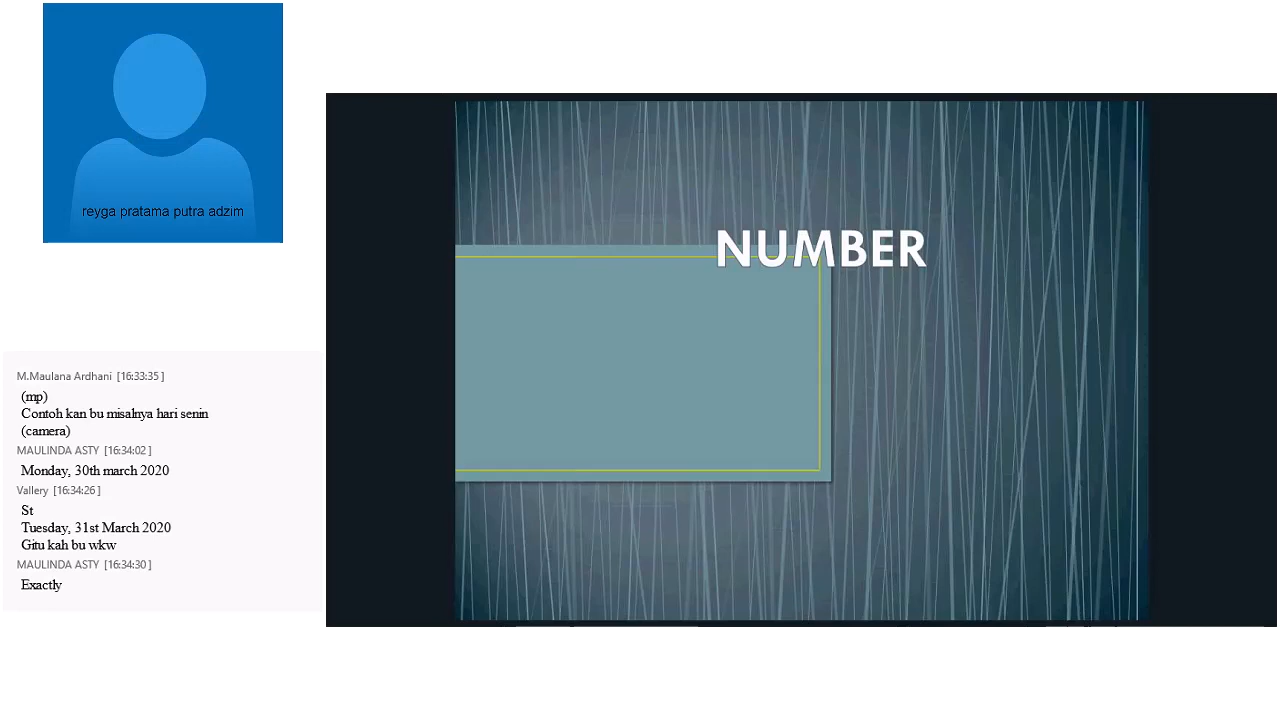 reyga pratama putra adzim
NUMBER
M.Maulana Ardhani [16:33:35 ]
(mp)
Contoh kan bu misalnya hari senin
(camera)
MAULINDA ASTY [16:34:02 ]
Monday, 30th march 2020
Vallery [16:34:26 ]
St
Tuesday, 31st March 2020
Gitu kah bu wkw
MAULINDA ASTY [16:34:30 ]
Exactly